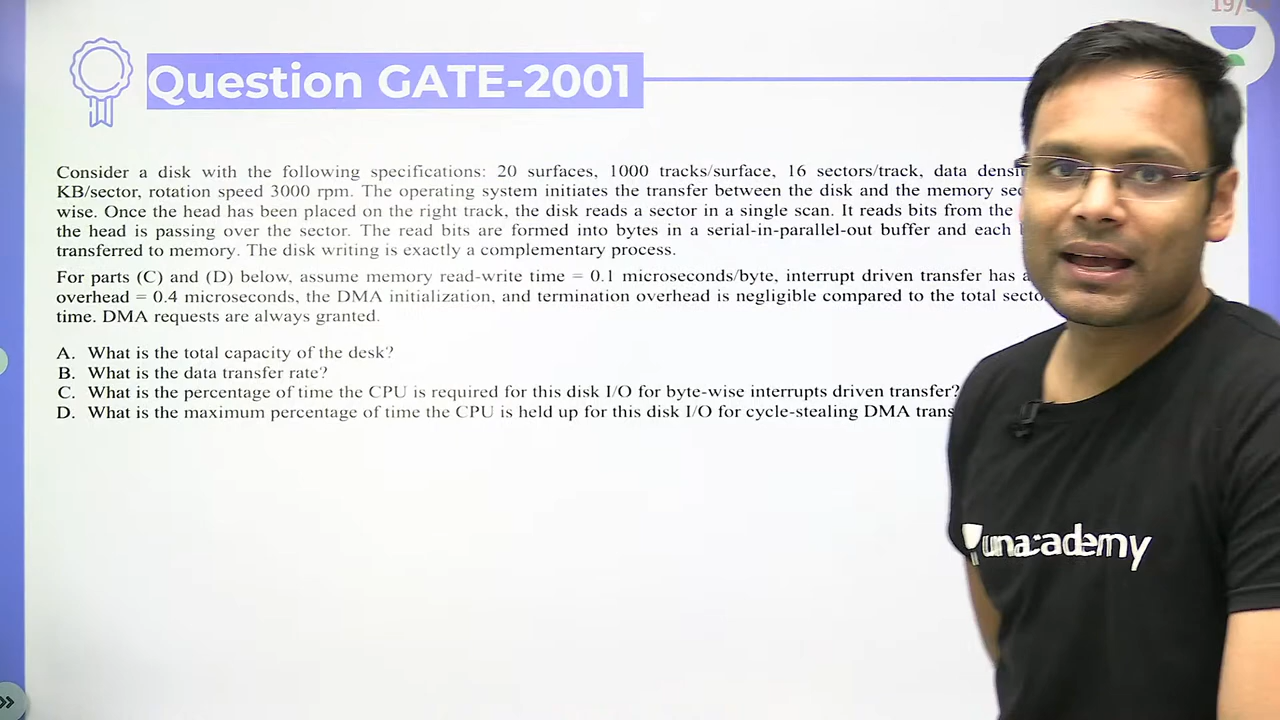 19/
Question GATE-2001
Consider a disk with the following specifications: 20 surfaces, 1000 tracks/surface, 16 sectors/track, data
KB/sector, rotation speed 3000 rpm. The operating system initiates the transfer between the disk and the memory
wise. Once the head has been placed on the right track, the disk reads a sector in a single scan. It reads bits from the
the head is passing over the sector. The read bits are formed into bytes in a serial-in-parallel-out buffer and each
transferred to memory. The disk writing is exactly a complementary process.
For parts (C) and (D) below, assume memory read-write time = 0.1 microseconds/byte, interrupt driven transfer has
overhead = 0.4 microseconds, the DMA initialization, and termination overhead is negligible compared to the total
time. DMA requests are always granted.
A. What is the total capacity of the desk?
B. What is the data transfer rate?
C. What is the percentage of time the CPU is required for this disk I/O for byte-wise interrupts driven transfer?
D. What is the maximum percentage of time the CPU is held up for this disk I/O for cycle-stealing DMA
unacademy